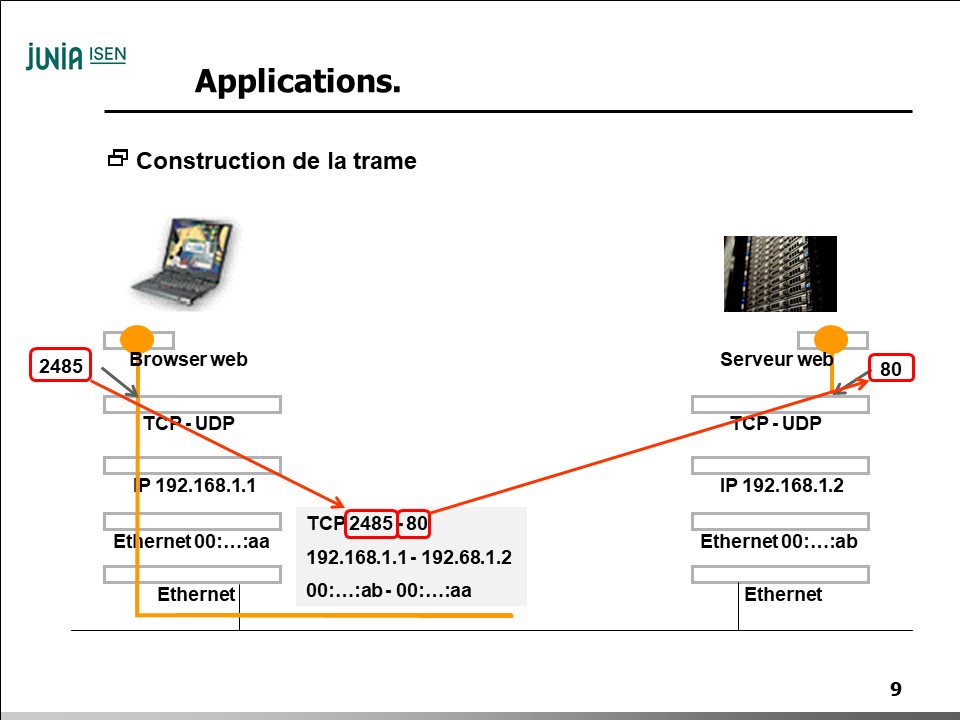 JUNIA ISEN
Applications.
Construction de la trame
Browser web
Serveur web
2485
80
TCP - UDP
TCP - UDP
IP 192.168.1.1
IP 192.168.1.2
TCP 2485 - 80
Ethernet 00:…:aa
Ethernet 00:…:ab
192.168.1.1 - 192.68.1.2
00:…:ab - 00:…:aa
Ethernet
Ethernet
9